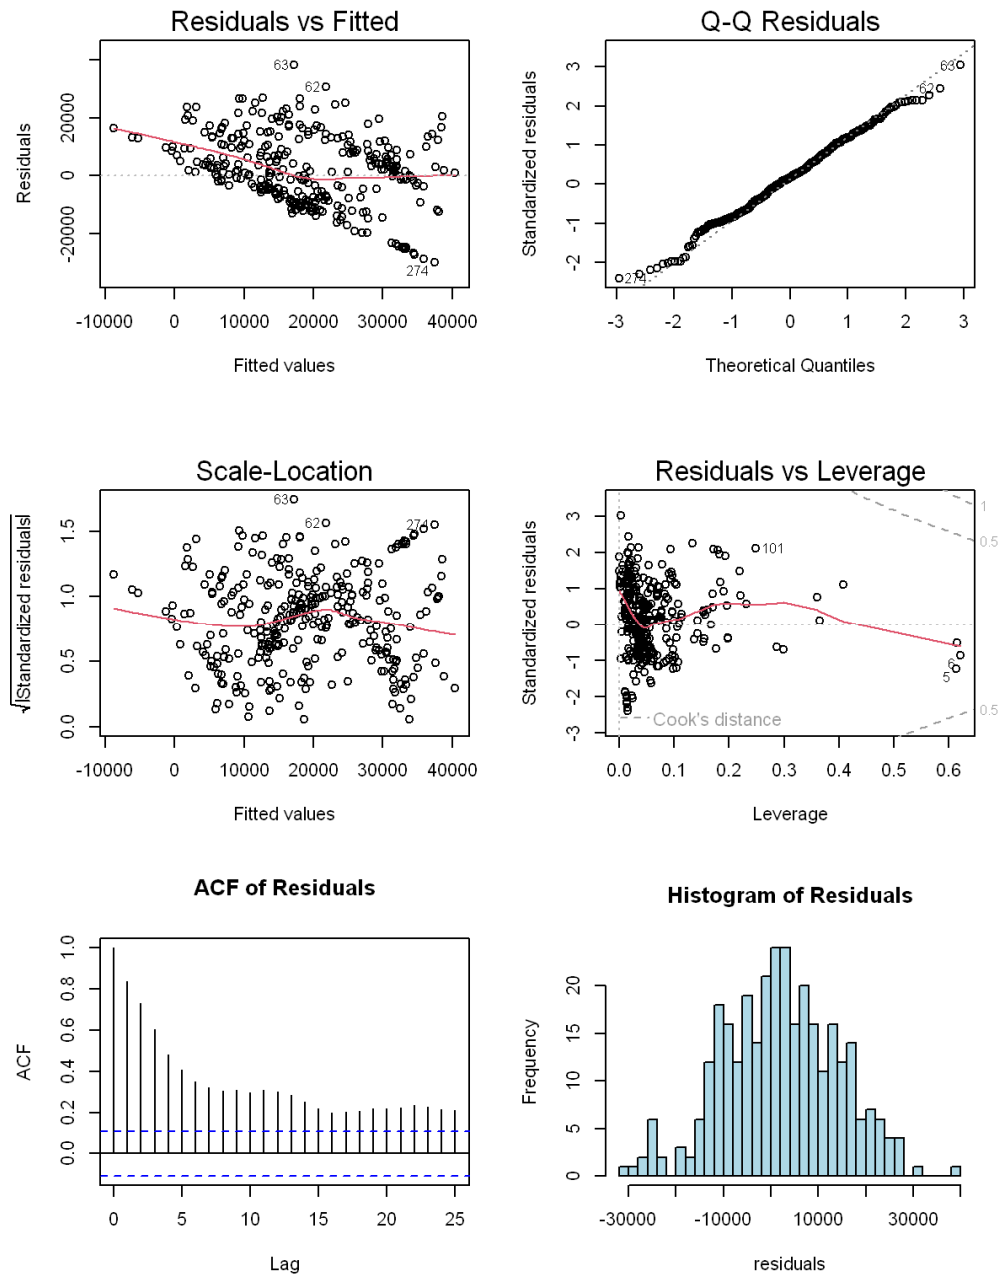 Residuals vs Fitted
Residuals
20000
0
-20000
63
62
274
-10000 0 10000 20000 30000 40000
Fitted values
Q-Q Residuals
Standardized residuals
3
2
1
0
-1
-2
63
62
274
-3 -2 -1 0 1 2 3
Theoretical Quantiles
Scale-Location
√|Standardized residuals|
1.5
1.0
0.5
0.0
63
62
274
-10000 0 10000 20000 30000 40000
Fitted values
Residuals vs Leverage
Standardized residuals
3
2
1
0
-1
-2
-3
101
6
5
1
0.5
0.5
Cook's distance
0.0 0.1 0.2 0.3 0.4 0.5 0.6
Leverage
ACF of Residuals
ACF
1.0
0.8
0.6
0.4
0.2
0.0
0 5 10 15 20 25
Lag
Histogram of Residuals
Frequency
20
15
10
5
0
-30000 -10000 10000 30000
residuals